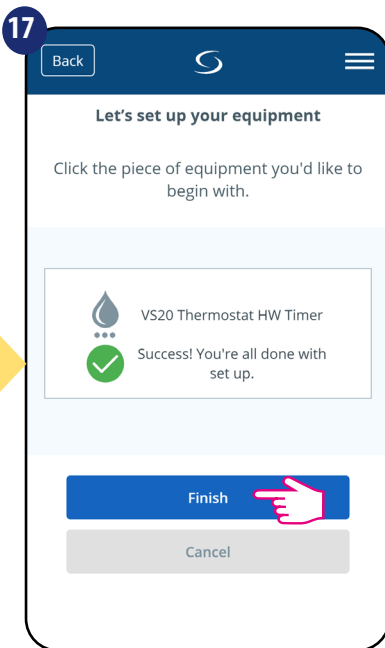 17
Back
Let's set up your equipment
Click the piece of equipment you'd like to
begin with.
VS20 Thermostat HW Timer
Success! You're all done with
set up.
Finish
Cancel